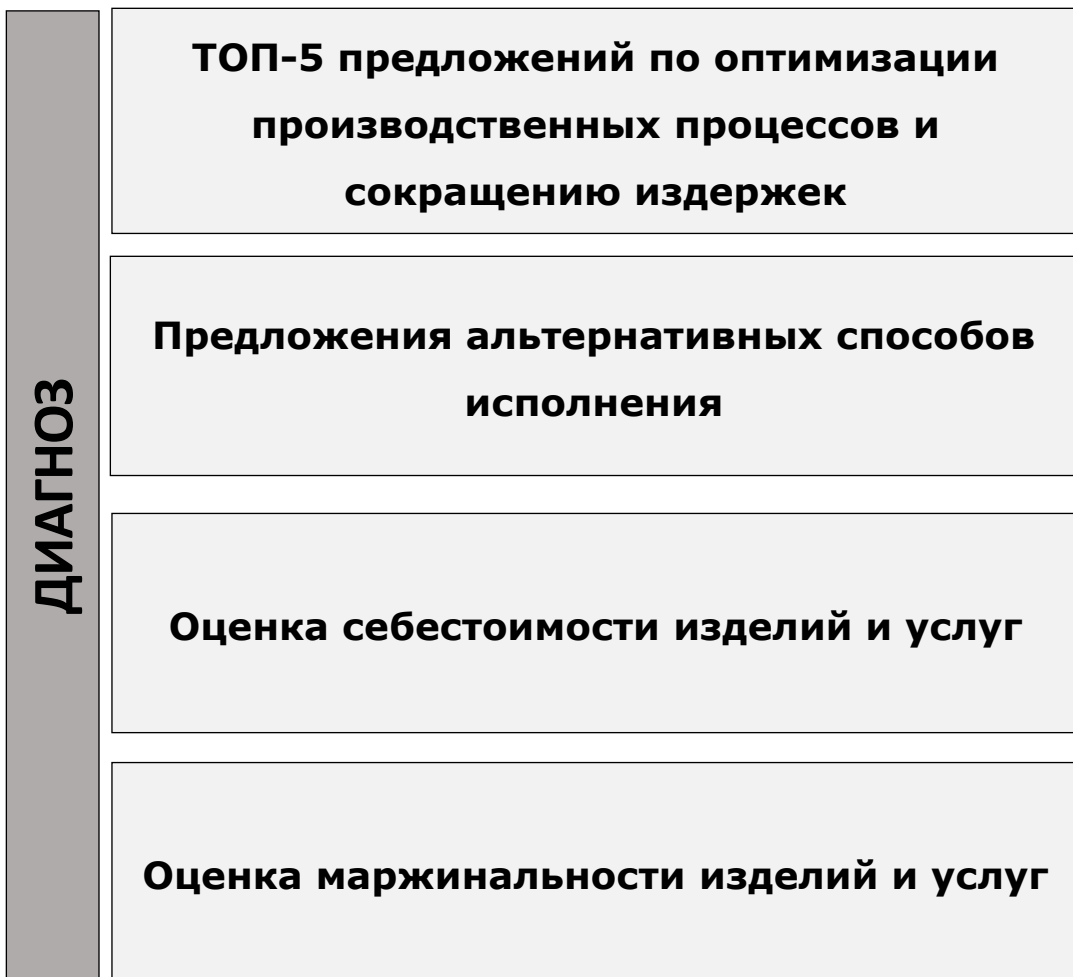 ДИАГНОЗ
ТОП-5 предложений по оптимизации
производственных процессов и
сокращению издержек
Предложения альтернативных способов
исполнения
Оценка себестоимости изделий и услуг
Оценка маржинальности изделий и услуг